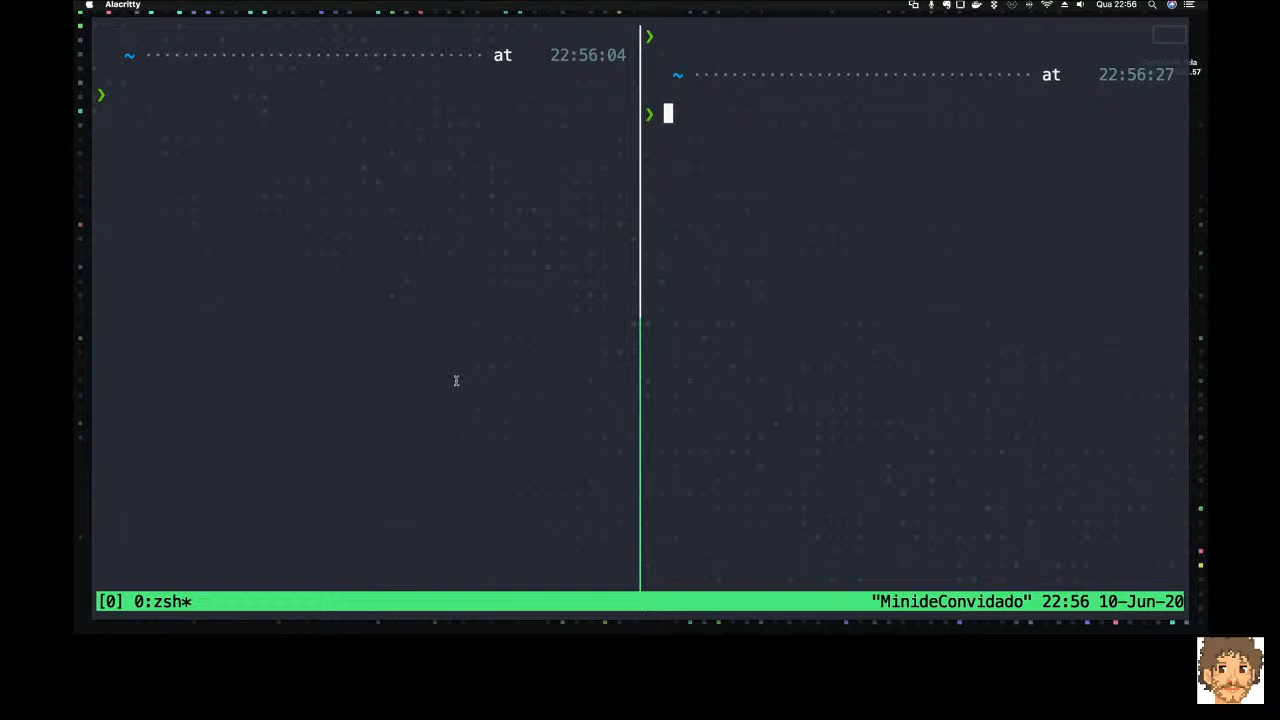 Alacritty Qua 22:56
~ at 22:56:04
❯
❯
~ at 22:56:27
❯
[0] 0:zsh* "MinideConvidado" 22:56 10-Jun-20